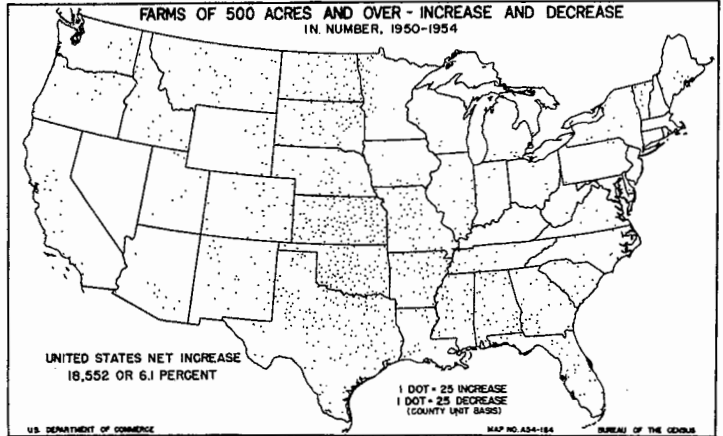 FARMS OF 500 ACRES AND OVER - INCREASE AND DECREASE
IN NUMBER, 1950-1954
UNITED STATES NET INCREASE
18,552 OR 6.1 PERCENT
1 DOT = 25 INCREASE
1 DOT = 25 DECREASE
(COUNTY UNIT BASIS)
U.S. DEPARTMENT OF COMMERCE
MAP NO. A54-184
BUREAU OF THE CENSUS